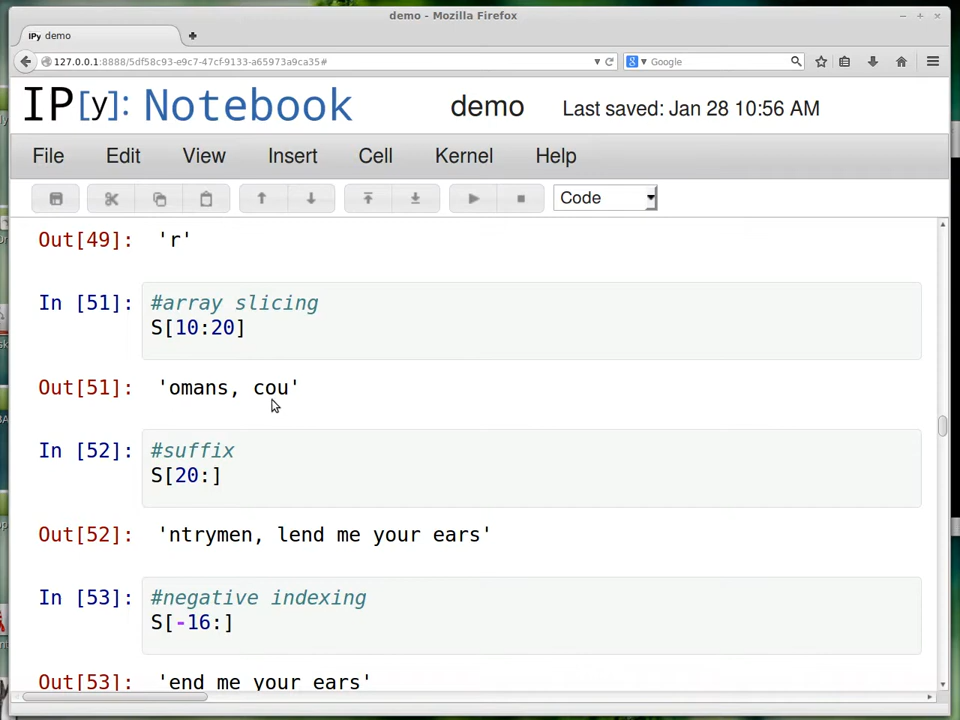 demo - Mozilla Firefox
IPy demo
127.0.0.1:8888/5df58c93-e9c7-47cf-9133-a65973a9ca35#
Google
IP[y]: Notebook demo Last saved: Jan 28 10:56 AM
File Edit View Insert Cell Kernel Help
Code
Out[49]: 'r'
In [51]: #array slicing
S[10:20]
Out[51]: 'omans, cou'
In [52]: #suffix
S[20:]
Out[52]: 'ntrymen, lend me your ears'
In [53]: #negative indexing
S[-16:]
Out[53]: 'end me your ears'